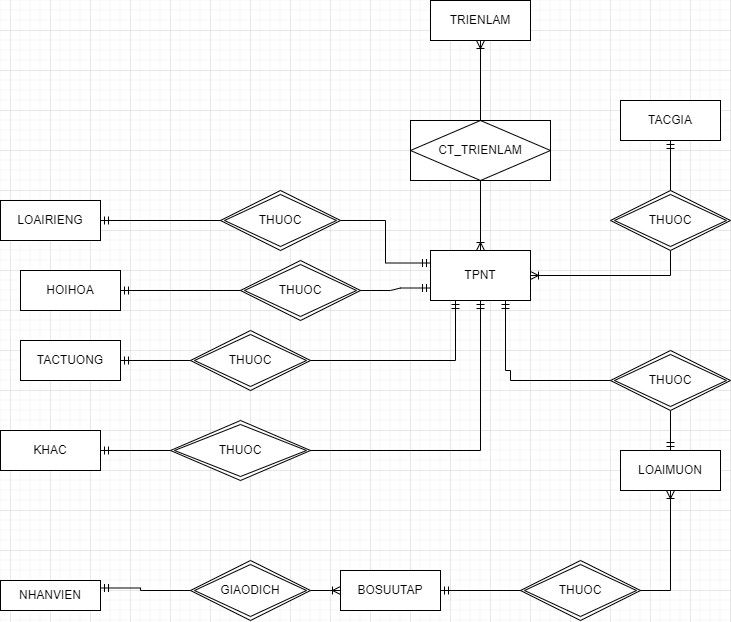 TRIENLAM
TACGIA
CT_TRIENLAM
LOAIRIENG
THUOC
THUOC
TPNT
HOIHOA
THUOC
TACTUONG
THUOC
THUOC
KHAC
THUOC
LOAIMUON
NHANVIEN
GIAODICH
BOSUUTAP
THUOC